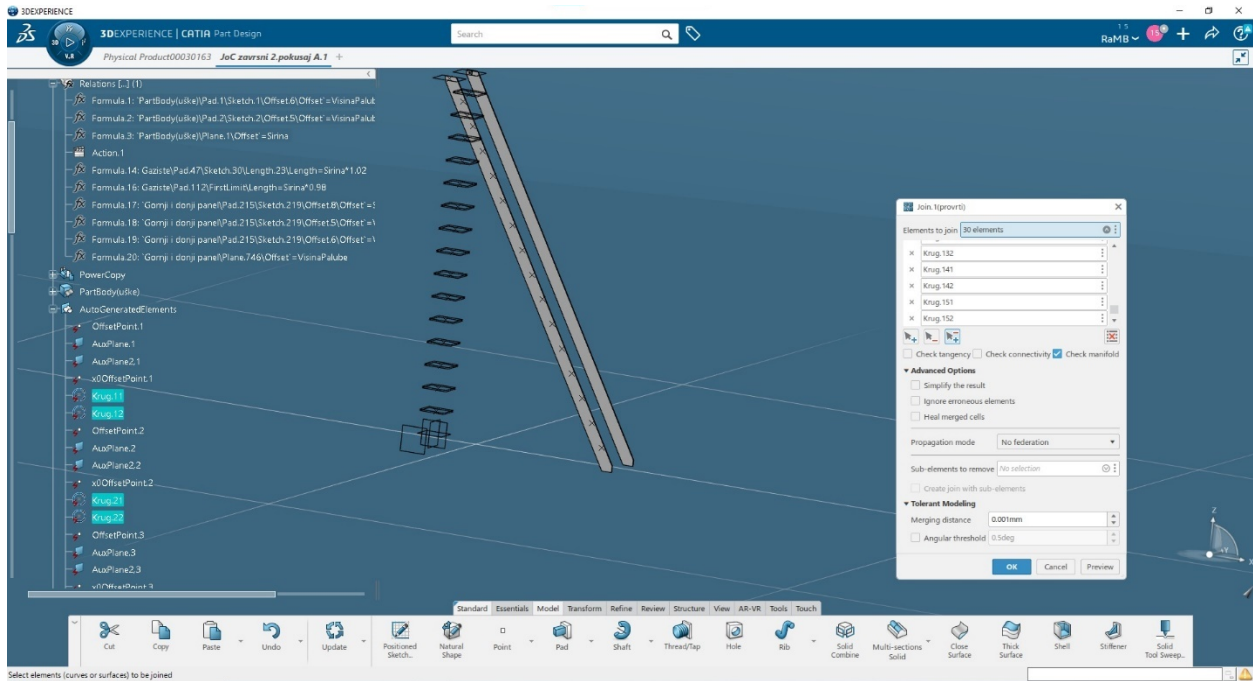 3DEXPERIENCE
3DEXPERIENCE | CATIA Part Design
Search
15
RaMB
15
3D
V.R
Physical Product00030163 JoC zavrsni 2.pokusaj A.1 +
Relations [...] (1)
Formula.1: `PartBody(uške)\Pad.1\Sketch.1\Offset.6\Offset`=VisinaPalub
Formula.2: `PartBody(uške)\Pad.2\Sketch.2\Offset.5\Offset`=VisinaPalub
Formula.3: `PartBody(uške)\Plane.1\Offset`=Sirina
Action.1
Formula.14: Gaziste\Pad.47\Sketch.30\Length.23\Length=Sirina*1.02
Formula.16: Gaziste\Pad.112\FirstLimit\Length=Sirina*0.98
Formula.17: `Gornji i donji panel\Pad.215\Sketch.219\Offset.8\Offset`=S
Formula.18: `Gornji i donji panel\Pad.215\Sketch.219\Offset.5\Offset`=V
Formula.19: `Gornji i donji panel\Pad.215\Sketch.219\Offset.6\Offset`=V
Formula.20: `Gornji i donji panel\Plane.746\Offset`=VisinaPalube
PowerCopy
PartBody(uške)
AutoGeneratedElements
OffsetPoint.1
AuxPlane.1
AuxPlane2.1
x0OffsetPoint.1
Krug.11
Krug.12
OffsetPoint.2
AuxPlane.2
AuxPlane2.2
x0OffsetPoint.2
Krug.21
Krug.22
OffsetPoint.3
AuxPlane.3
AuxPlane2.3
x0OffsetPoint.3
Join.1(provrti)
Elements to join 30 elements
Krug.132
Krug.141
Krug.142
Krug.151
Krug.152
Check tangency Check connectivity Check manifold
Advanced Options
Simplify the result
Ignore erroneous elements
Heal merged cells
Propagation mode No federation
Sub-elements to remove No selection
Create join with sub-elements
Tolerant Modeling
Merging distance 0.001mm
Angular threshold 0.5deg
OK Cancel Preview
Z
Y
X
Standard Essentials Model Transform Refine Review Structure View AR-VR Tools Touch
Cut Copy Paste Undo Update Positioned Sketch... Natural Shape Point Pad Shaft Thread/Tap Hole Rib Solid Combine Multi-sections Solid Close Surface Thick Surface Shell Stiffener Solid Tool Sweep...
Select elements (curves or surfaces) to be joined